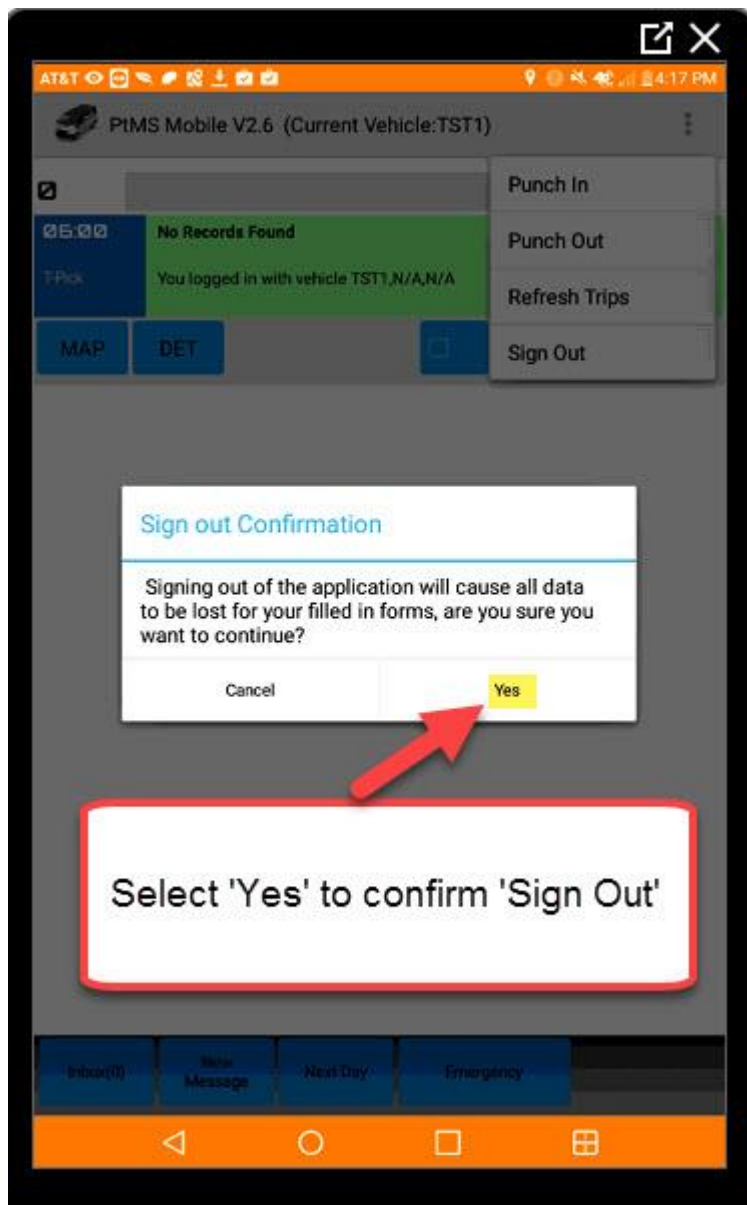 AT&T 4:17 PM
PtMS Mobile V2.6 (Current Vehicle:TST1)
Punch In
0
06:00 No Records Found
Punch Out
T-Pick You logged in with vehicle TST1,N/A,N/A
Refresh Trips
MAP DET
Sign Out
Sign out Confirmation
Signing out of the application will cause all data
to be lost for your filled in forms, are you sure you
want to continue?
Cancel Yes
Select 'Yes' to confirm 'Sign Out'
Inbox(0) New Message Next Day Emergency